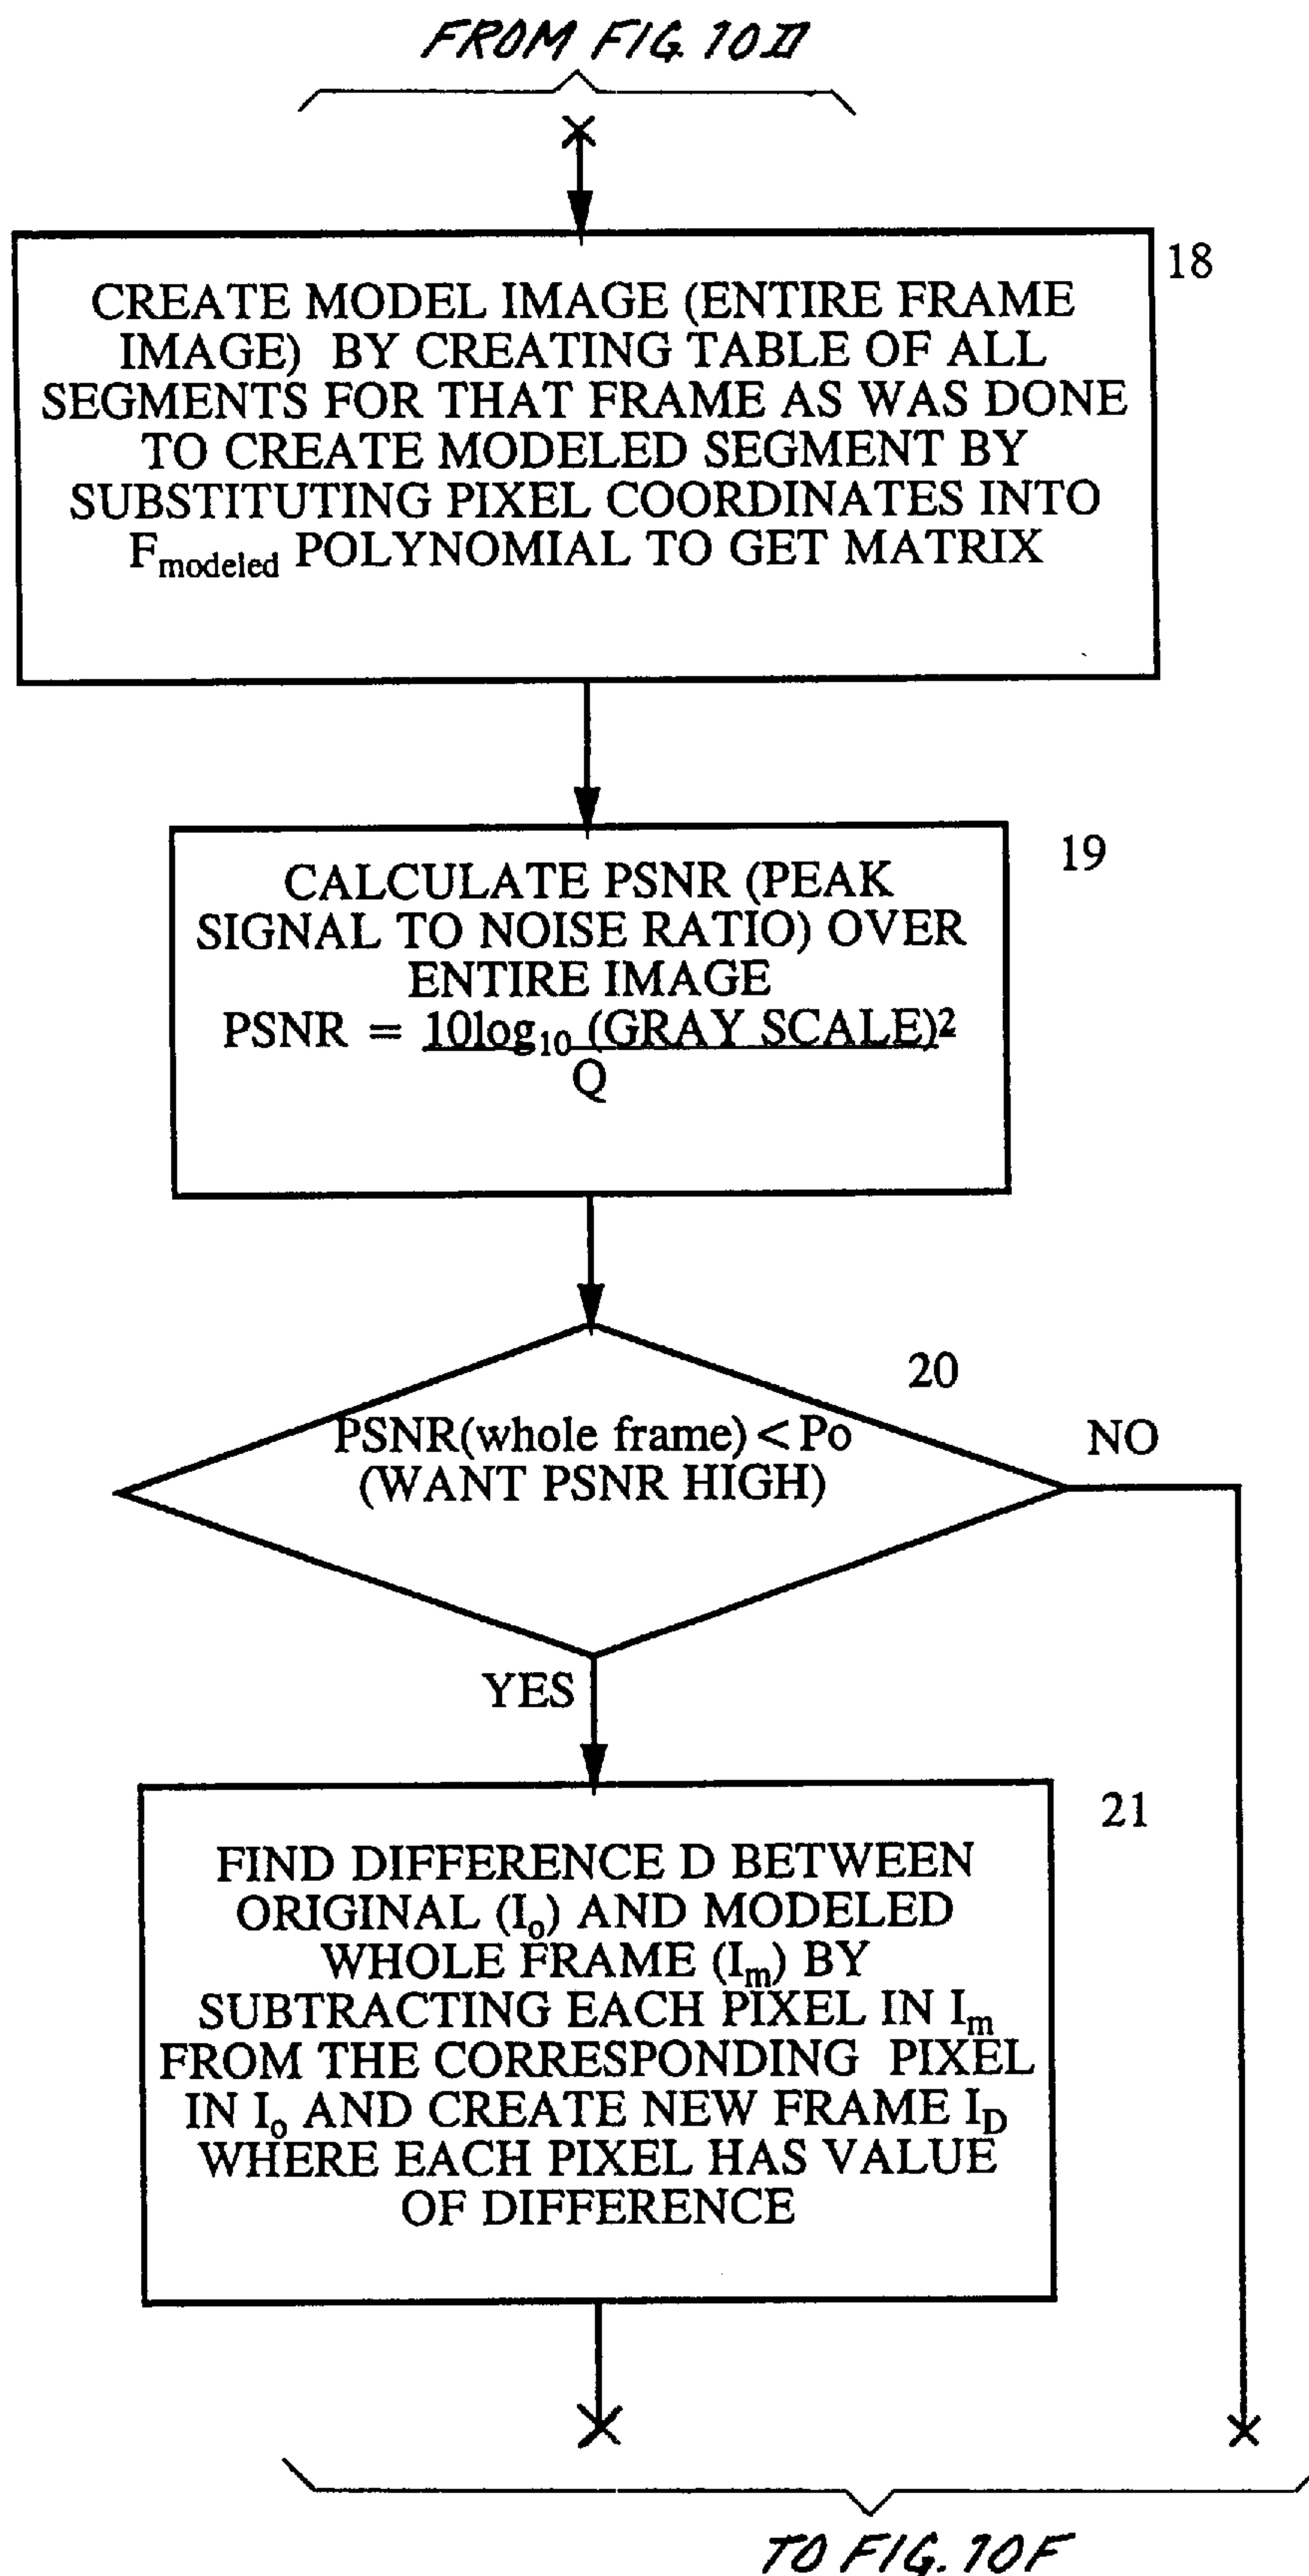 FROM FIG. 10D
18
CREATE MODEL IMAGE (ENTIRE FRAME
IMAGE) BY CREATING TABLE OF ALL
SEGMENTS FOR THAT FRAME AS WAS DONE
TO CREATE MODELED SEGMENT BY
SUBSTITUTING PIXEL COORDINATES INTO
Fmodeled POLYNOMIAL TO GET MATRIX
19
CALCULATE PSNR (PEAK
SIGNAL TO NOISE RATIO) OVER
ENTIRE IMAGE
PSNR = 10log10 (GRAY SCALE)2
Q
20
PSNR(whole frame) < Po
(WANT PSNR HIGH)
NO
YES
21
FIND DIFFERENCE D BETWEEN
ORIGINAL (Io) AND MODELED
WHOLE FRAME (Im) BY
SUBTRACTING EACH PIXEL IN Im
FROM THE CORRESPONDING PIXEL
IN Io AND CREATE NEW FRAME ID
WHERE EACH PIXEL HAS VALUE
OF DIFFERENCE
TO FIG. 10F